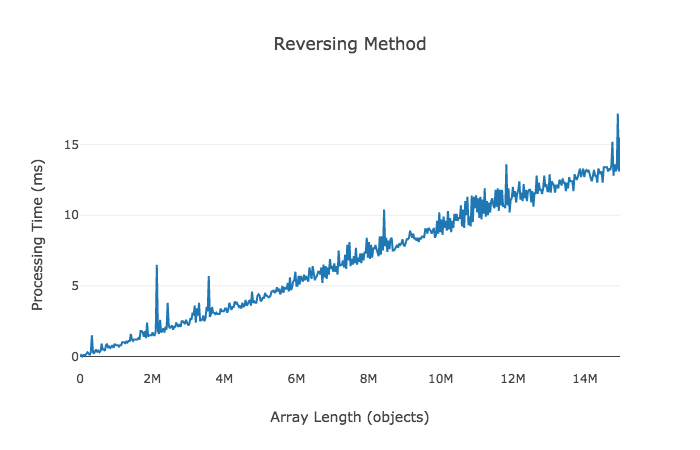 Reversing Method
Processing Time (ms)
15
10
5
0
0 2M 4M 6M 8M 10M 12M 14M
Array Length (objects)